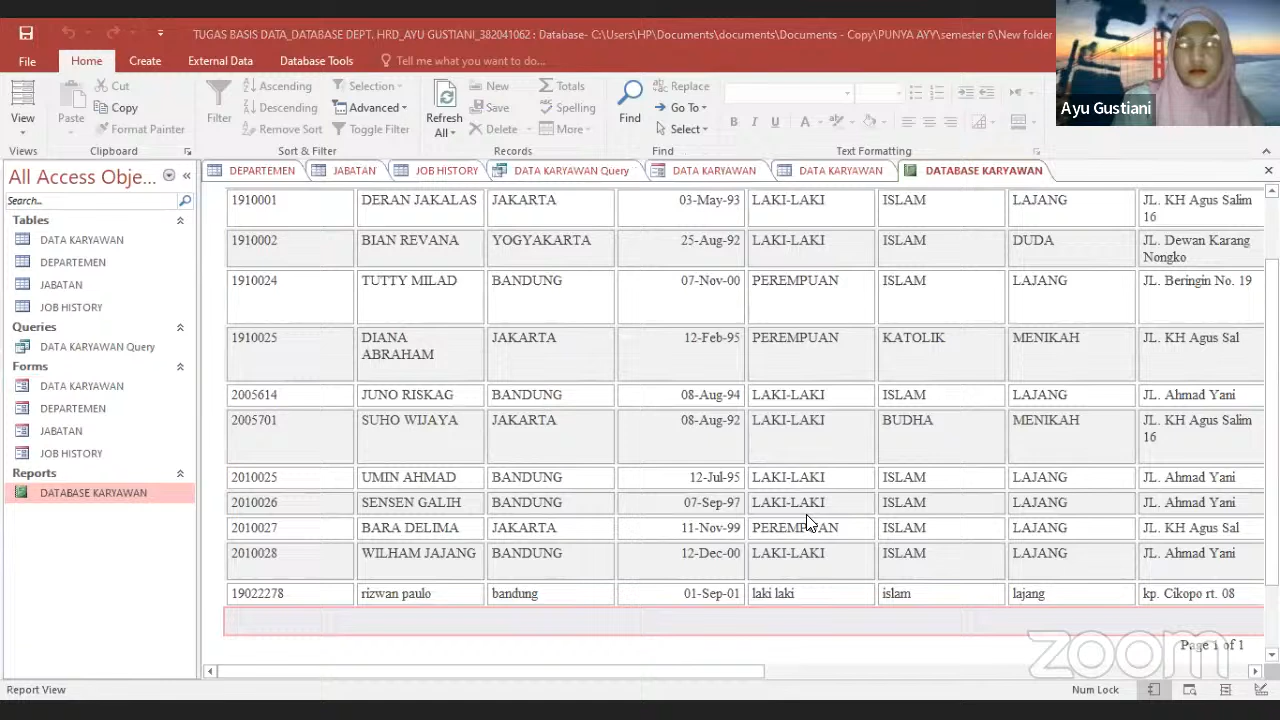 TUGAS BASIS DATA_DATABASE DEPT. HRD_AYU GUSTIANI_382041062 : Database- C:\Users\HP\Documents\documents\Documents - Copy\PUNYA AYY\semester 6\New folder
File Home Create External Data Database Tools Tell me what you want to do...
Ayu Gustiani
View Paste Cut Copy Format Painter
Filter Ascending Descending Remove Sort Selection Advanced Toggle Filter
Refresh All New Save Delete Totals Spelling More
Find Replace Go To Select
B I U A
Views Clipboard Sort & Filter Records Find Text Formatting
All Access Obje...
Search...
Tables
DATA KARYAWAN
DEPARTEMEN
JABATAN
JOB HISTORY
Queries
DATA KARYAWAN Query
Forms
DATA KARYAWAN
DEPARTEMEN
JABATAN
JOB HISTORY
Reports
DATABASE KARYAWAN
DEPARTEMEN JABATAN JOB HISTORY DATA KARYAWAN Query DATA KARYAWAN DATA KARYAWAN DATABASE KARYAWAN
1910001 DERAN JAKALAS JAKARTA 03-May-93 LAKI-LAKI ISLAM LAJANG JL. KH Agus Salim
16
1910002 BIAN REVANA YOGYAKARTA 25-Aug-92 LAKI-LAKI ISLAM DUDA JL. Dewan Karang
Nongko
1910024 TUTTY MILAD BANDUNG 07-Nov-00 PEREMPUAN ISLAM LAJANG JL. Beringin No. 19
1910025 DIANA JAKARTA 12-Feb-95 PEREMPUAN KATOLIK MENIKAH JL. KH Agus Sal
ABRAHAM
2005614 JUNO RISKAG BANDUNG 08-Aug-94 LAKI-LAKI ISLAM LAJANG JL. Ahmad Yani
2005701 SUHO WIJAYA JAKARTA 08-Aug-92 LAKI-LAKI BUDHA MENIKAH JL. KH Agus Salim
16
2010025 UMIN AHMAD BANDUNG 12-Jul-95 LAKI-LAKI ISLAM LAJANG JL. Ahmad Yani
2010026 SENSEN GALIH BANDUNG 07-Sep-97 LAKI-LAKI ISLAM LAJANG JL. Ahmad Yani
2010027 BARA DELIMA JAKARTA 11-Nov-99 PEREMPUAN ISLAM LAJANG JL. KH Agus Sal
2010028 WILHAM JAJANG BANDUNG 12-Dec-00 LAKI-LAKI ISLAM LAJANG JL. Ahmad Yani
19022278 rizwan paulo bandung 01-Sep-01 laki laki islam lajang kp. Cikopo rt. 08
Page 1 of 1
zoom
Report View Num Lock